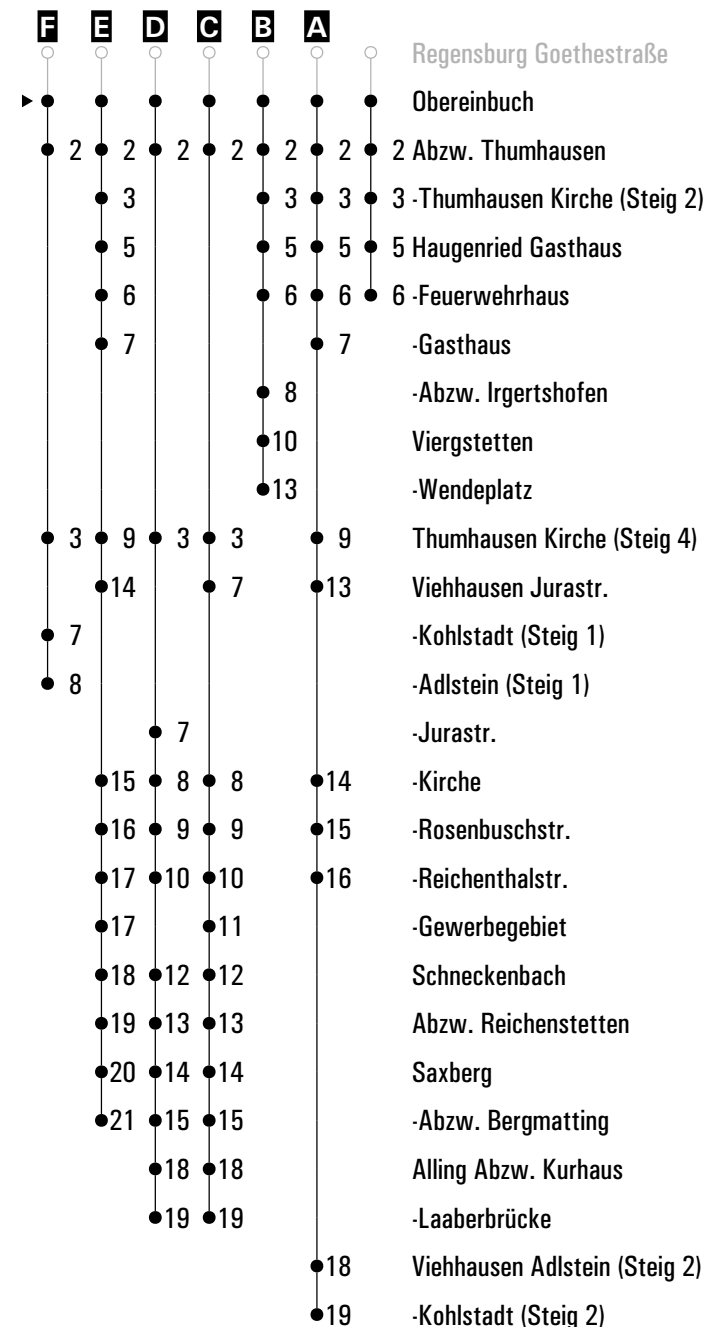 F E D C B A
Regensburg Goethestraße
Obereinbuch
2 2 2 2 2 2 2 Abzw. Thumhausen
3 3 3 3 -Thumhausen Kirche (Steig 2)
5 5 5 5 Haugenried Gasthaus
6 6 6 6 -Feuerwehrhaus
7 7 -Gasthaus
8 -Abzw. Irgertshofen
10 Viergstetten
13 -Wendeplatz
3 9 3 3 9 Thumhausen Kirche (Steig 4)
14 7 13 Viehhausen Jurastr.
7 -Kohlstadt (Steig 1)
8 -Adlstein (Steig 1)
7 -Jurastr.
15 8 8 14 -Kirche
16 9 9 15 -Rosenbuschstr.
17 10 10 16 -Reichenthalstr.
17 11 -Gewerbegebiet
18 12 12 Schneckenbach
19 13 13 Abzw. Reichenstetten
20 14 14 Saxberg
21 15 15 -Abzw. Bergmatting
18 18 Alling Abzw. Kurhaus
19 19 -Laaberbrücke
18 Viehhausen Adlstein (Steig 2)
19 -Kohlstadt (Steig 2)